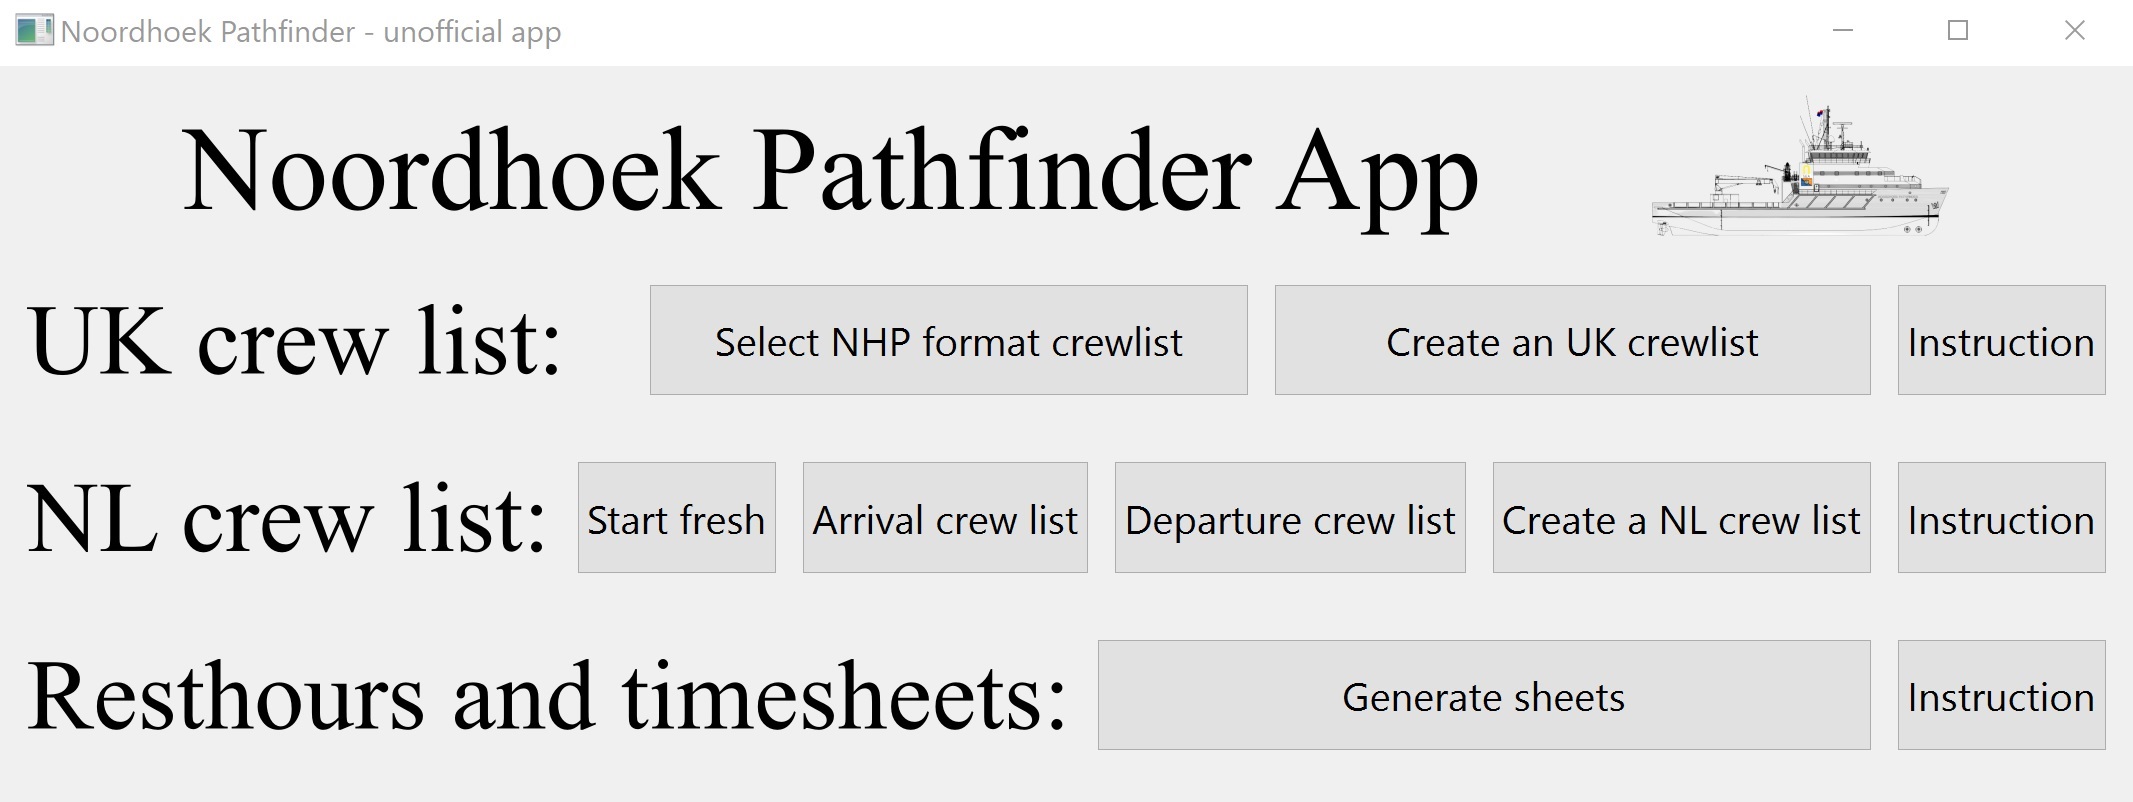 Noordhoek Pathfinder - unofficial app
Noordhoek Pathfinder App
UK crew list:
Select NHP format crewlist
Create an UK crewlist
Instruction
NL crew list:
Start fresh
Arrival crew list
Departure crew list
Create a NL crew list
Instruction
Resthours and timesheets:
Generate sheets
Instruction